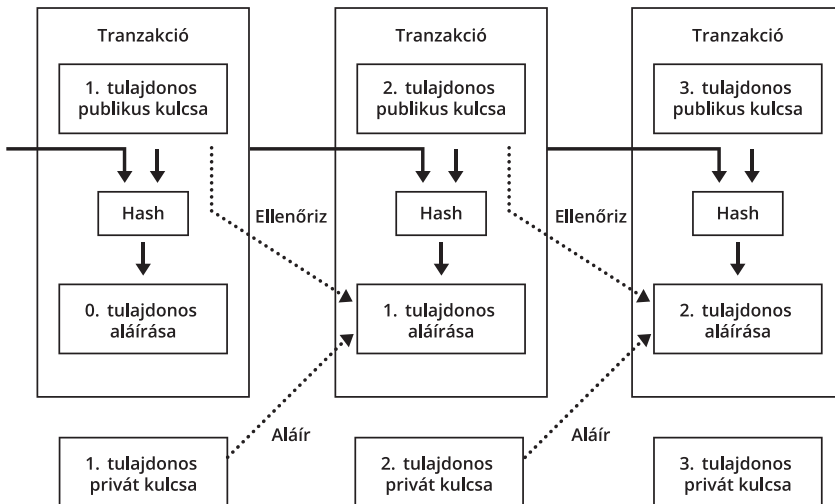 Tranzakció
1. tulajdonos
publikus kulcsa
Hash
0. tulajdonos
aláírása
Tranzakció
2. tulajdonos
publikus kulcsa
Hash
1. tulajdonos
aláírása
Tranzakció
3. tulajdonos
publikus kulcsa
Hash
2. tulajdonos
aláírása
Ellenőriz
Ellenőriz
Aláír
Aláír
1. tulajdonos
privát kulcsa
2. tulajdonos
privát kulcsa
3. tulajdonos
privát kulcsa